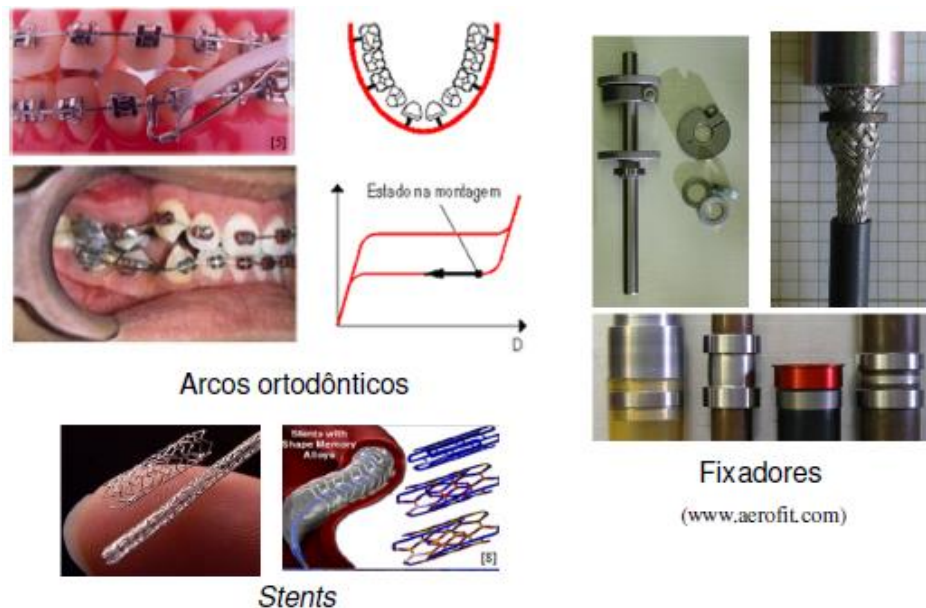 [5]
Estado na montagem
D
Arcos ortodônticos
Stents with
Shape Memory
Alloys
[8]
Stents
Fixadores
(www.aerofit.com)